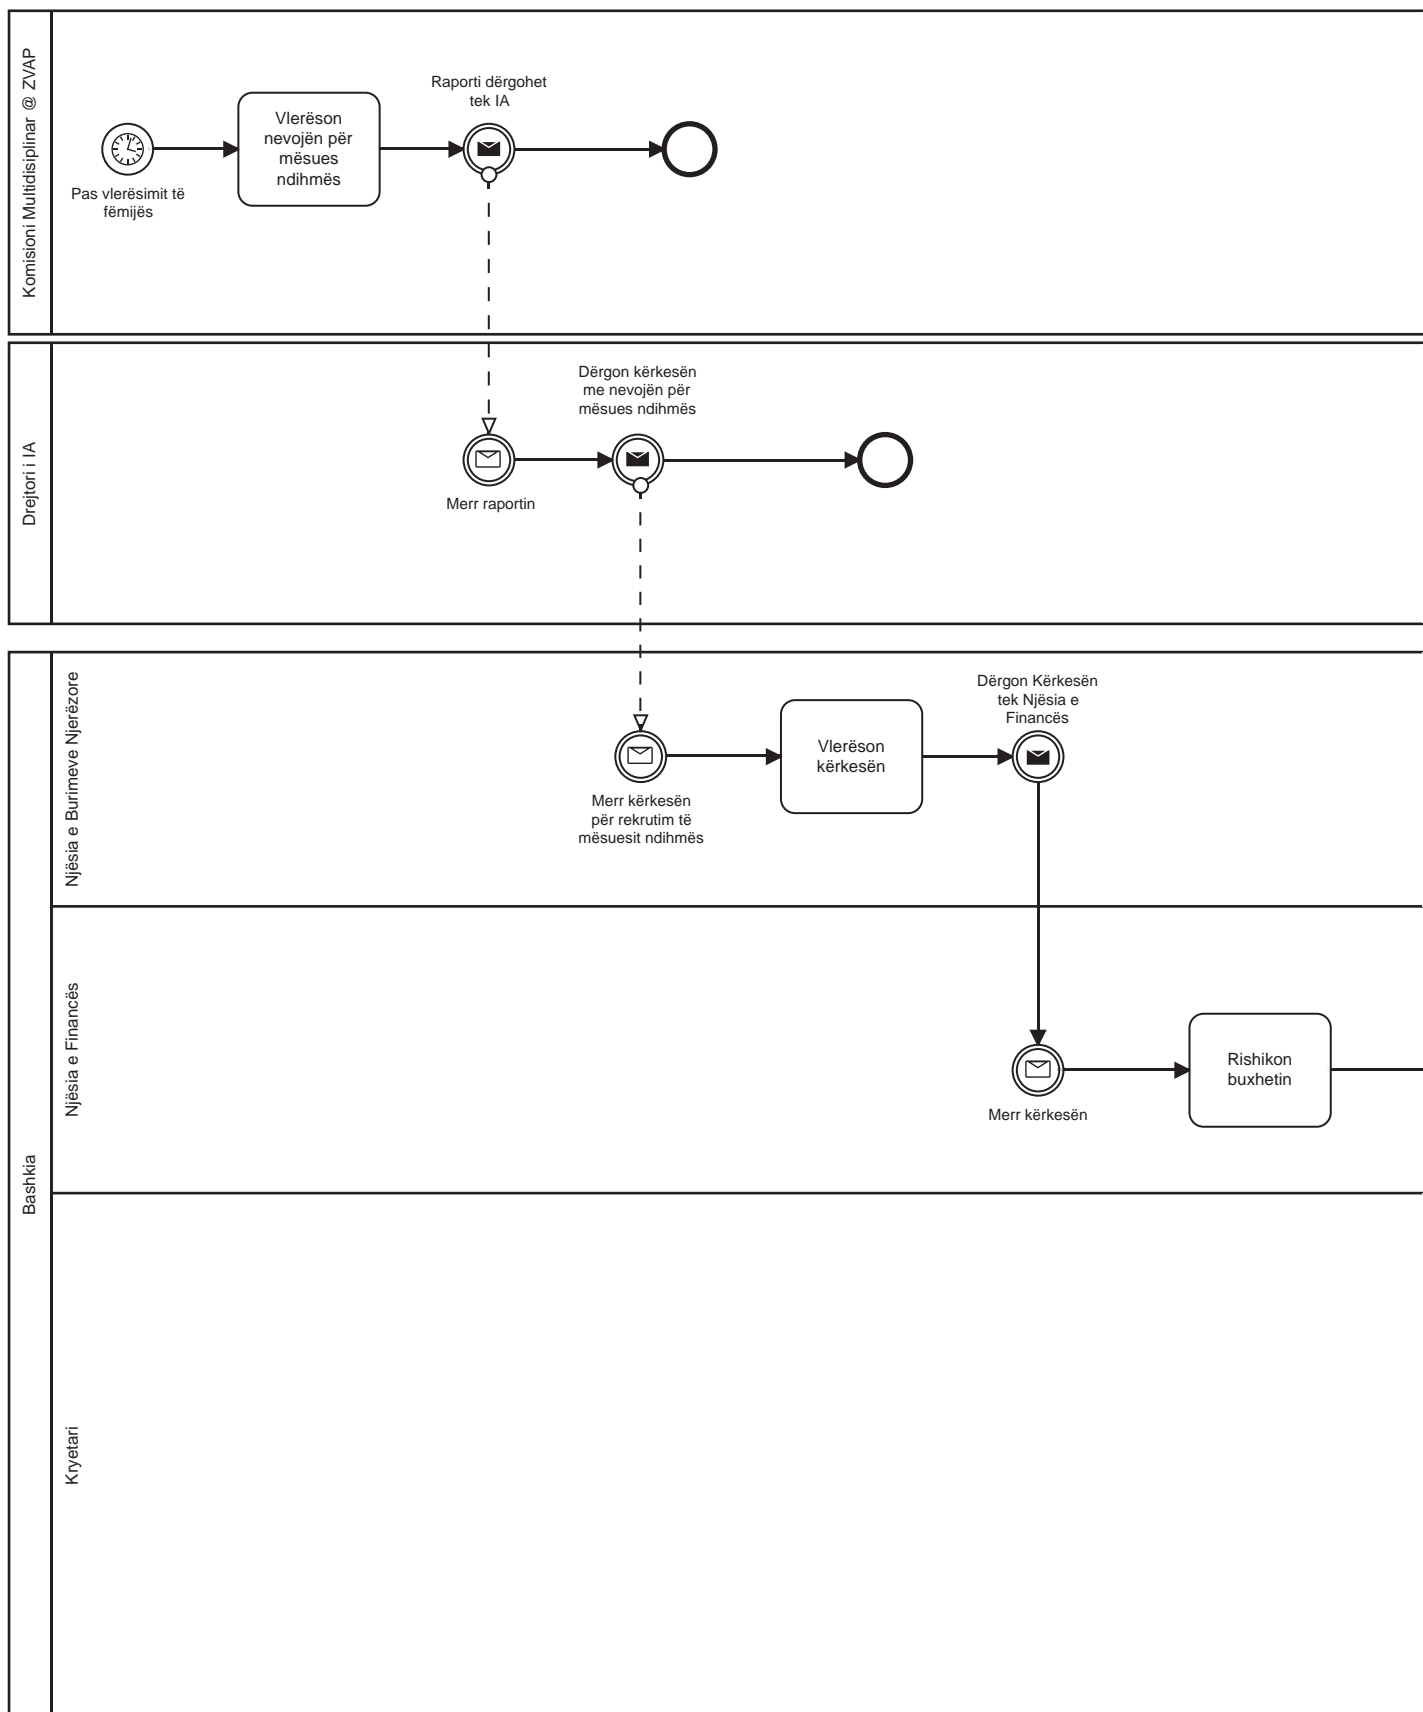 Komisioni Multidisiplinar @ ZVAP
Pas vlerësimit të
fëmijës
Vlerëson
nevojën për
mësues
ndihmës
Raporti dërgohet
tek IA
Drejtori i IA
Merr raportin
Dërgon kërkesën
me nevojën për
mësues ndihmës
Bashkia
Njësia e Burimeve Njerëzore
Merr kërkesën
për rekrutim të
mësuesit ndihmës
Vlerëson
kërkesën
Dërgon Kërkesën
tek Njësia e
Financës
Njësia e Financës
Merr kërkesën
Rishikon
buxhetin
Kryetari